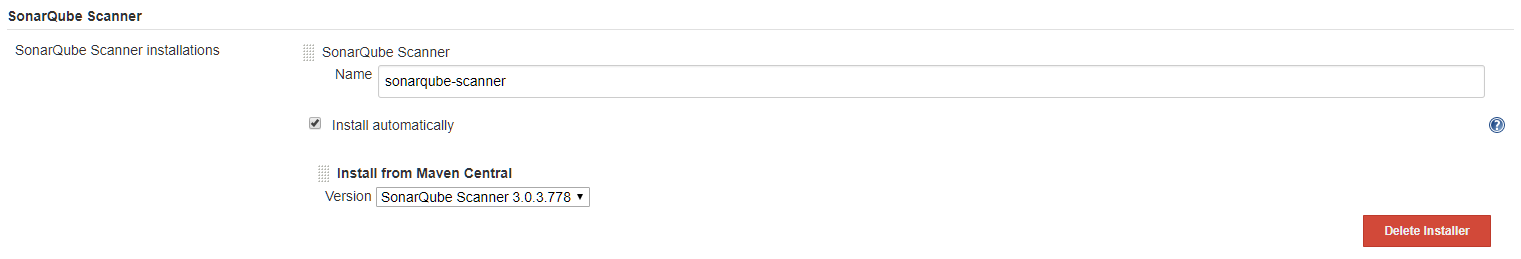 SonarQube Scanner
SonarQube Scanner installations
SonarQube Scanner
Name
sonarqube-scanner
Install automatically
?
Install from Maven Central
Version
SonarQube Scanner 3.0.3.778
Delete Installer